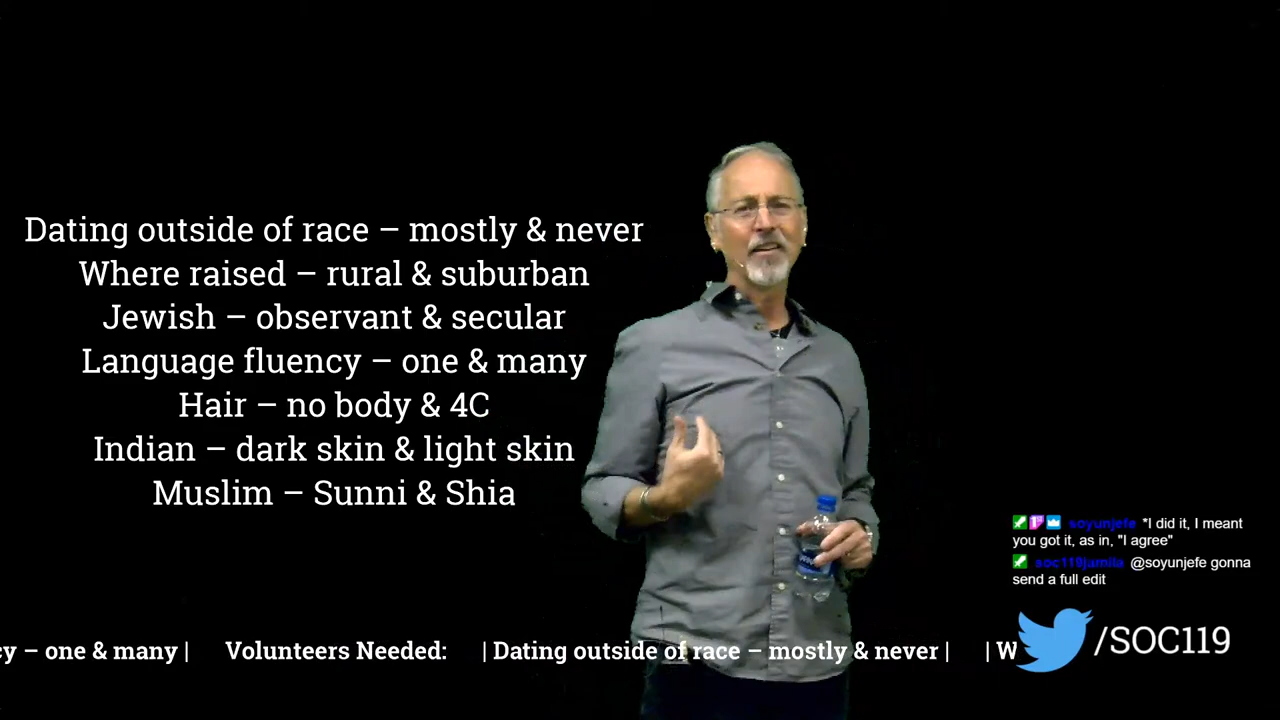 Dating outside of race – mostly & never
Where raised – rural & suburban
Jewish – observant & secular
Language fluency – one & many
Hair – no body & 4C
Indian – dark skin & light skin
Muslim – Sunni & Shia
soyunjefe *I did it, I meant
you got it, as in, "I agree"
soc119jamila @soyunjefe gonna
send a full edit
cy – one & many | Volunteers Needed: | Dating outside of race – mostly & never | | W
/SOC119